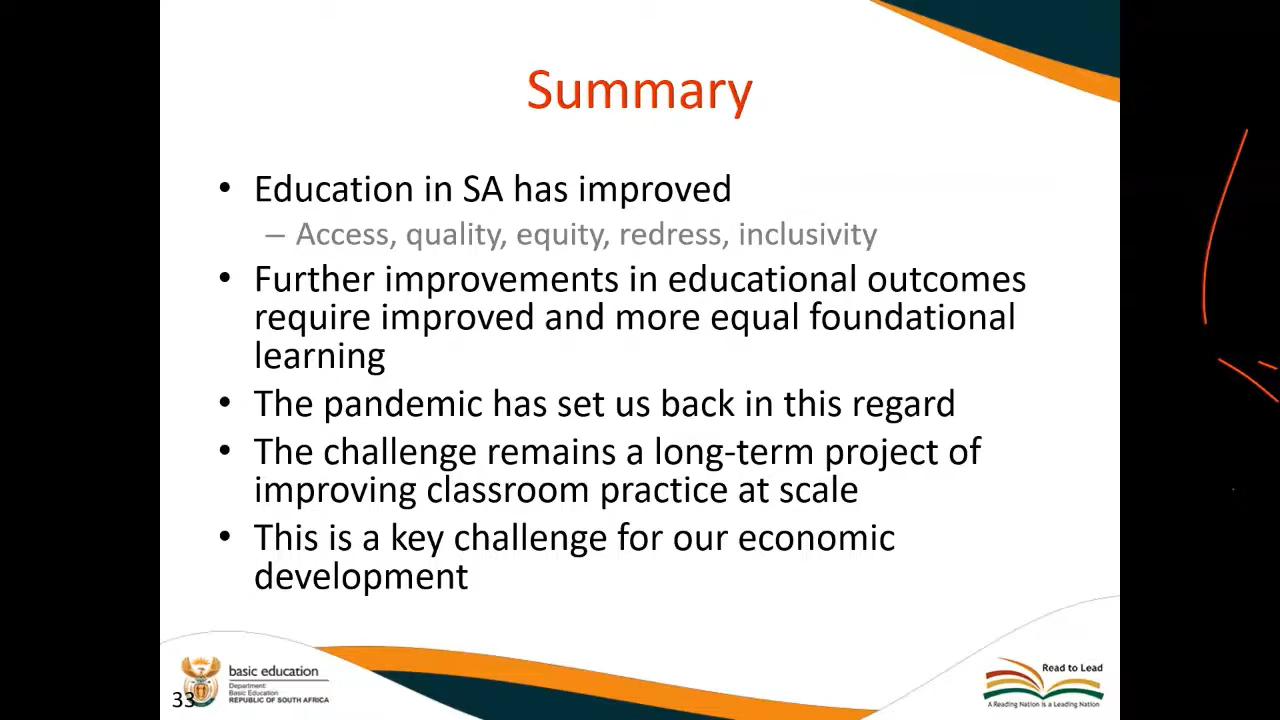 Summary
• Education in SA has improved
– Access, quality, equity, redress, inclusivity
• Further improvements in educational outcomes
require improved and more equal foundational
learning
• The pandemic has set us back in this regard
• The challenge remains a long-term project of
improving classroom practice at scale
• This is a key challenge for our economic
development
basic education
Department:
Basic Education
REPUBLIC OF SOUTH AFRICA
33
Read to Lead
A Reading Nation is a Leading Nation